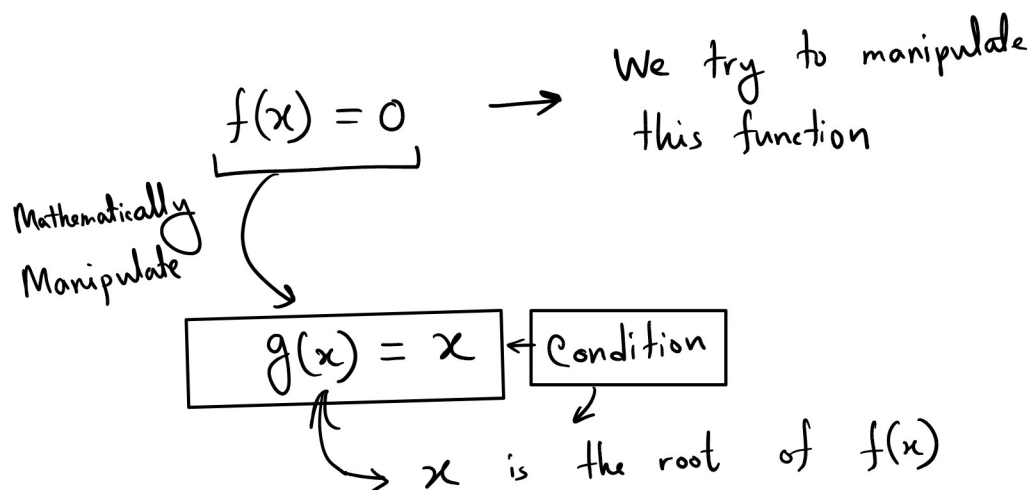 f(x) = 0 → We try to manipulate
this function
Mathematically
Manipulate
g(x) = x ← Condition
x is the root of f(x)